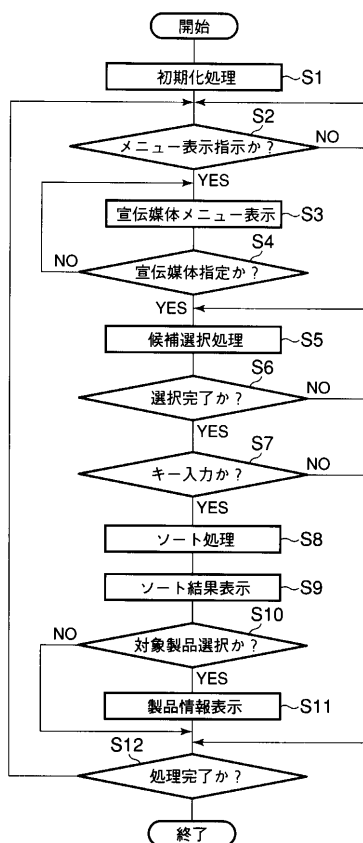 開始
初期化処理
S1
S2
メニュー表示指示か?
NO
YES
宣伝媒体メニュー表示
S3
S4
NO
宣伝媒体指定か?
YES
候補選択処理
S5
S6
選択完了か?
NO
YES
S7
キー入力か?
NO
YES
ソート処理
S8
ソート結果表示
S9
S10
NO
対象製品選択か?
YES
製品情報表示
S11
S12
処理完了か?
終了